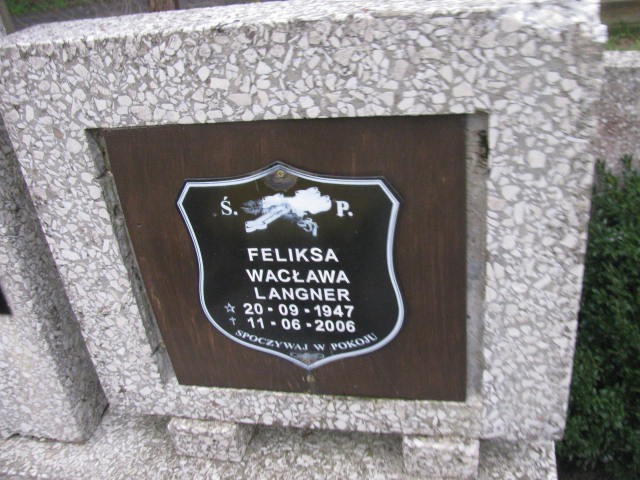 Ś. P.
FELIKSA
WACŁAWA
LANGNER
☆ 20-09-1947
† 11-06-2006
SPOCZYWAJ W POKOJU